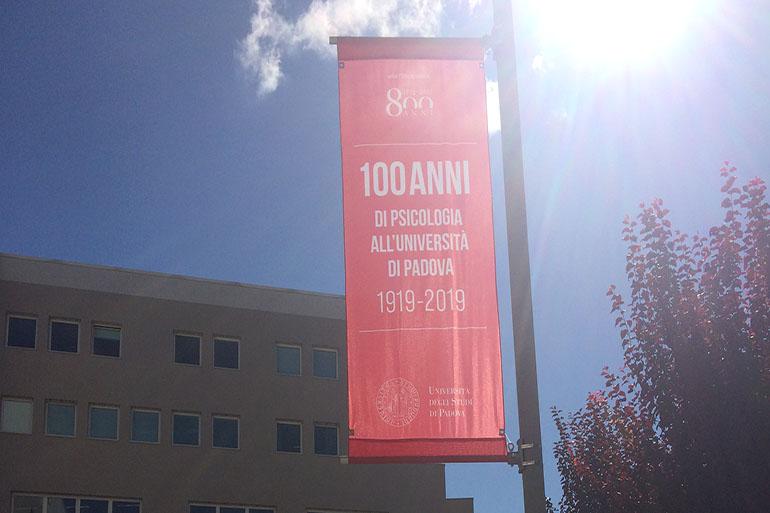 800
ANNI
100 ANNI
DI PSICOLOGIA
ALL'UNIVERSITÀ
DI PADOVA
1919-2019
UNIVERSITÀ
DEGLI STUDI
DI PADOVA